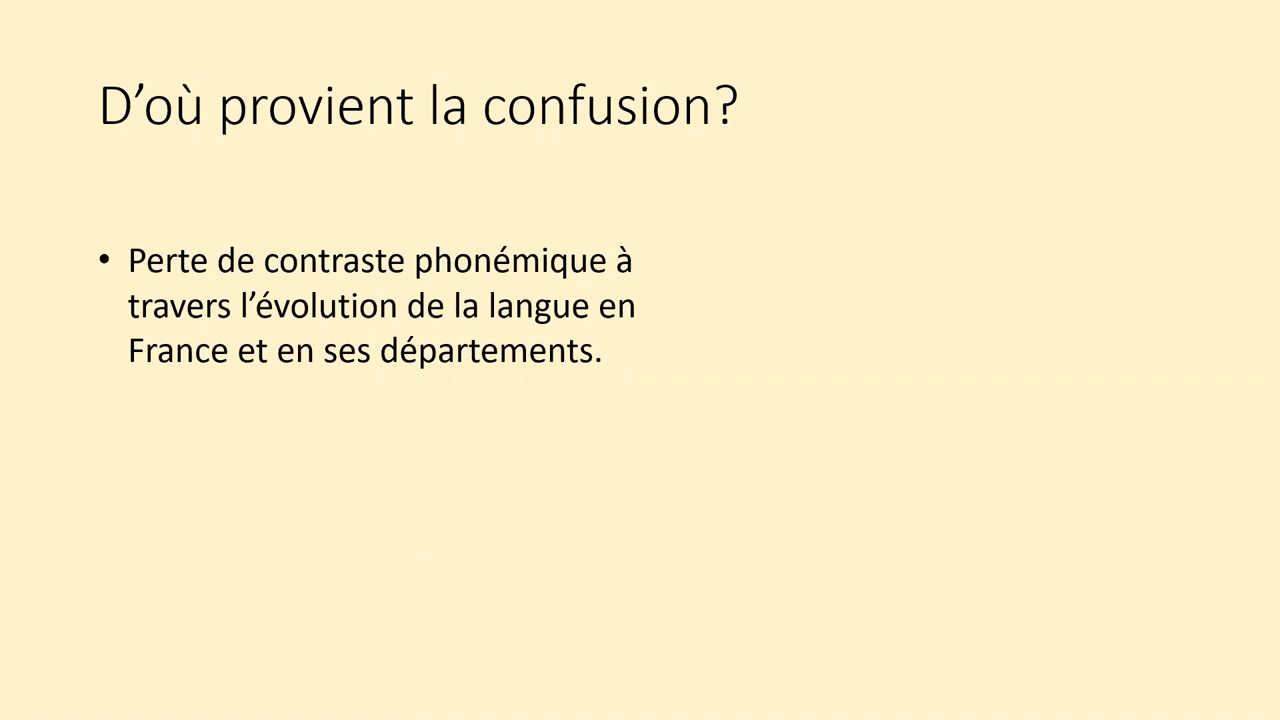 D’où provient la confusion?
• Perte de contraste phonémique à
travers l’évolution de la langue en
France et en ses départements.